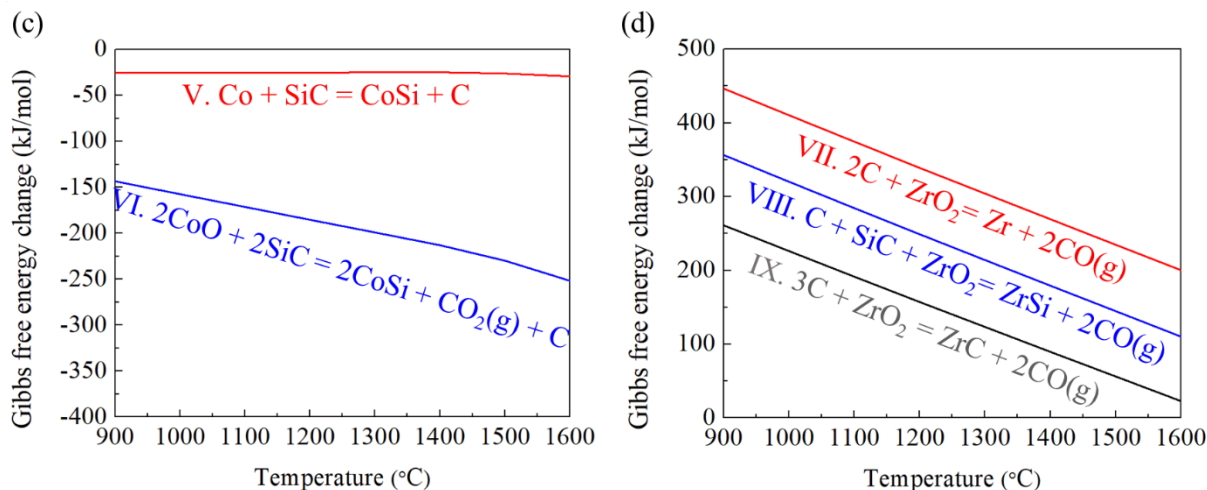 (c)
0
-50
-100
-150
-200
-250
-300
-350
-400
Gibbs free energy change (kJ/mol)
V. Co + SiC = CoSi + C
VI. 2CoO + 2SiC = 2CoSi + CO₂(g) + C
900 1000 1100 1200 1300 1400 1500 1600
Temperature (°C)
(d)
500
400
300
200
100
0
Gibbs free energy change (kJ/mol)
VII. 2C + ZrO₂= Zr + 2CO(g)
VIII. C + SiC + ZrO₂= ZrSi + 2CO(g)
IX. 3C + ZrO₂ = ZrC + 2CO(g)
900 1000 1100 1200 1300 1400 1500 1600
Temperature (°C)